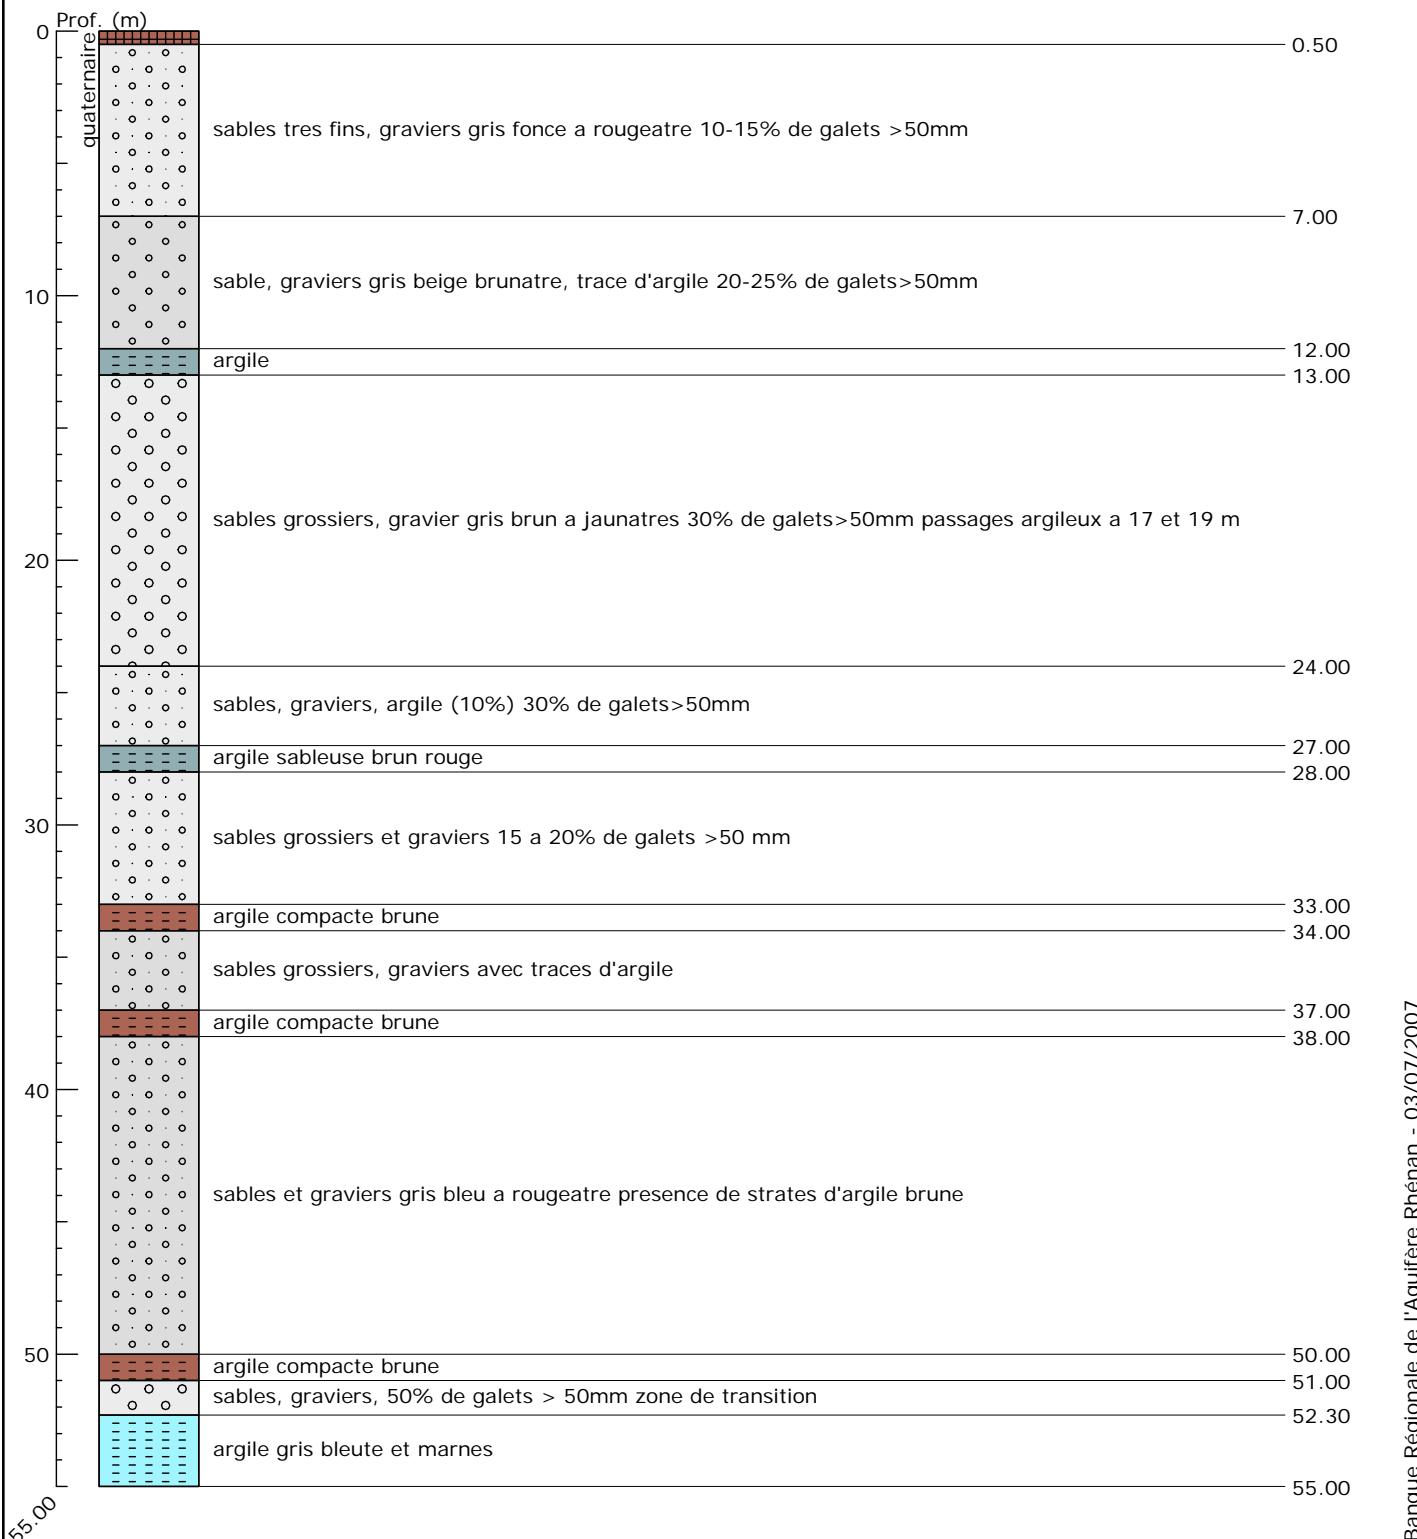 Prof. (m)
0
quaternaire
0.50
sables tres fins, graviers gris fonce a rougeatre 10-15% de galets >50mm
7.00
sable, graviers gris beige brunatre, trace d'argile 20-25% de galets>50mm
10
12.00
argile
13.00
sables grossiers, gravier gris brun a jaunatres 30% de galets>50mm passages argileux a 17 et 19 m
20
24.00
sables, graviers, argile (10%) 30% de galets>50mm
27.00
argile sableuse brun rouge
28.00
30
sables grossiers et graviers 15 a 20% de galets >50 mm
33.00
argile compacte brune
34.00
sables grossiers, graviers avec traces d'argile
37.00
argile compacte brune
38.00
40
sables et graviers gris bleu a rougeatre presence de strates d'argile brune
50
50.00
argile compacte brune
51.00
sables, graviers, 50% de galets > 50mm zone de transition
52.30
argile gris bleute et marnes
55.00
55.00
Banque Régionale de l'Aquifère Rhénan - 03/07/2007